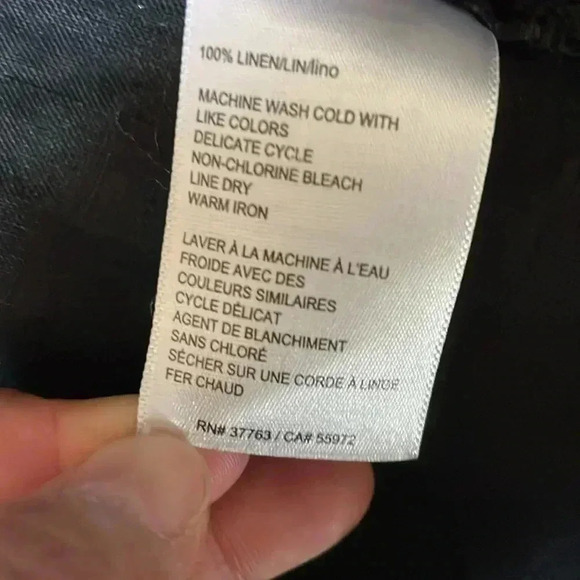 100% LINEN/LIN/lino
MACHINE WASH COLD WITH
LIKE COLORS
DELICATE CYCLE
NON-CHLORINE BLEACH
LINE DRY
WARM IRON
LAVER À LA MACHINE À L'EAU
FROIDE AVEC DES
COULEURS SIMILAIRES
CYCLE DÉLICAT
AGENT DE BLANCHIMENT
SANS CHLORÉ
SÉCHER SUR UNE CORDE À LINGE
FER CHAUD
RN# 37763 / CA# 55972